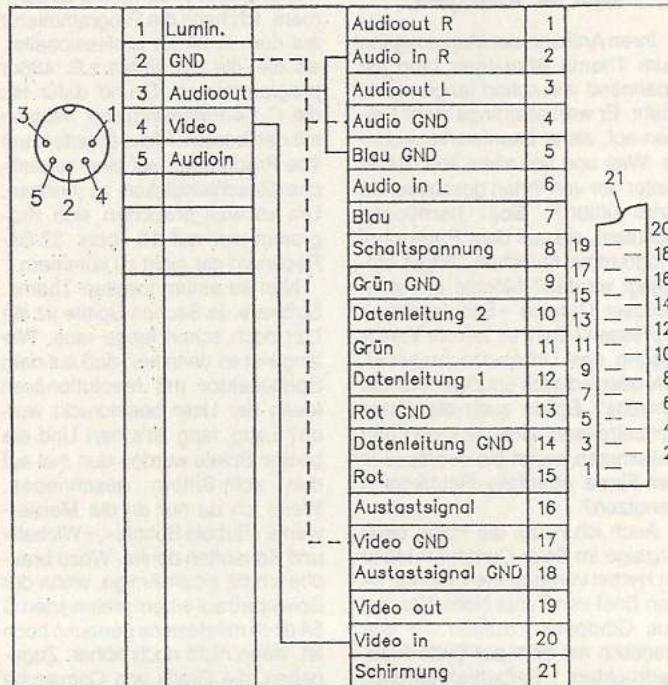 1 Lumin.
2 GND
3 Audioout
4 Video
5 Audioin
3 1
5 2 4
Audioout R 1
Audio in R 2
Audioout L 3
Audio GND 4
Blau GND 5
Audio in L 6
Blau 7
Schaltspannung 8
Grün GND 9
Datenleitung 2 10
Grün 11
Datenleitung 1 12
Rot GND 13
Datenleitung GND 14
Rot 15
Austastsignal 16
Video GND 17
Austastsignal GND 18
Video out 19
Video in 20
Schirmung 21
21
20
19
18
17
16
15
14
13
12
11
10
9
8
7
6
5
4
3
2
1